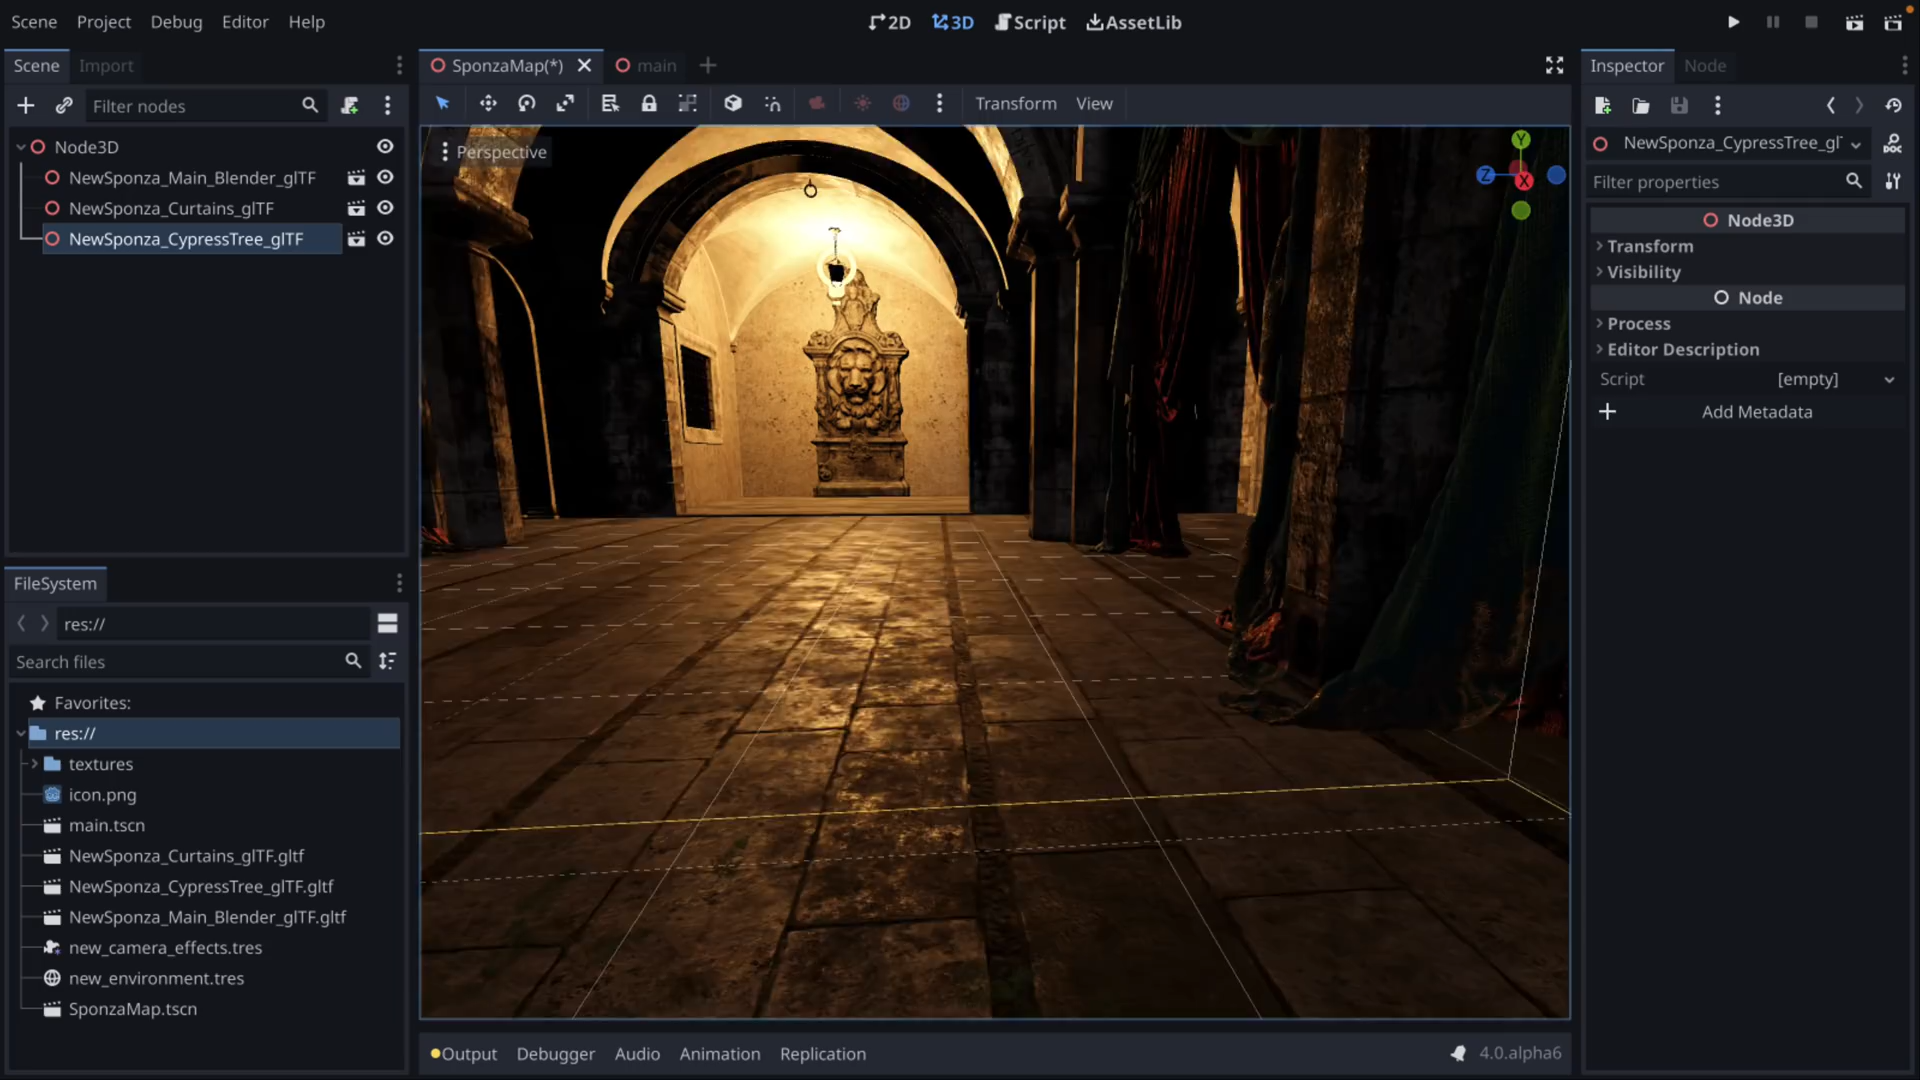 Scene Project Debug Editor Help
2D 3D Script AssetLib
Scene Import
Filter nodes
Node3D
NewSponza_Main_Blender_glTF
NewSponza_Curtains_glTF
NewSponza_CypressTree_glTF
FileSystem
res://
Search files
Favorites:
res://
textures
icon.png
main.tscn
NewSponza_Curtains_glTF.gltf
NewSponza_CypressTree_glTF.gltf
NewSponza_Main_Blender_glTF.gltf
new_camera_effects.tres
new_environment.tres
SponzaMap.tscn
SponzaMap(*) main
Transform View
Perspective
Y
Z X
Output Debugger Audio Animation Replication
4.0.alpha6
Inspector Node
NewSponza_CypressTree_gl
Filter properties
Node3D
Transform
Visibility
Node
Process
Editor Description
Script [empty]
Add Metadata